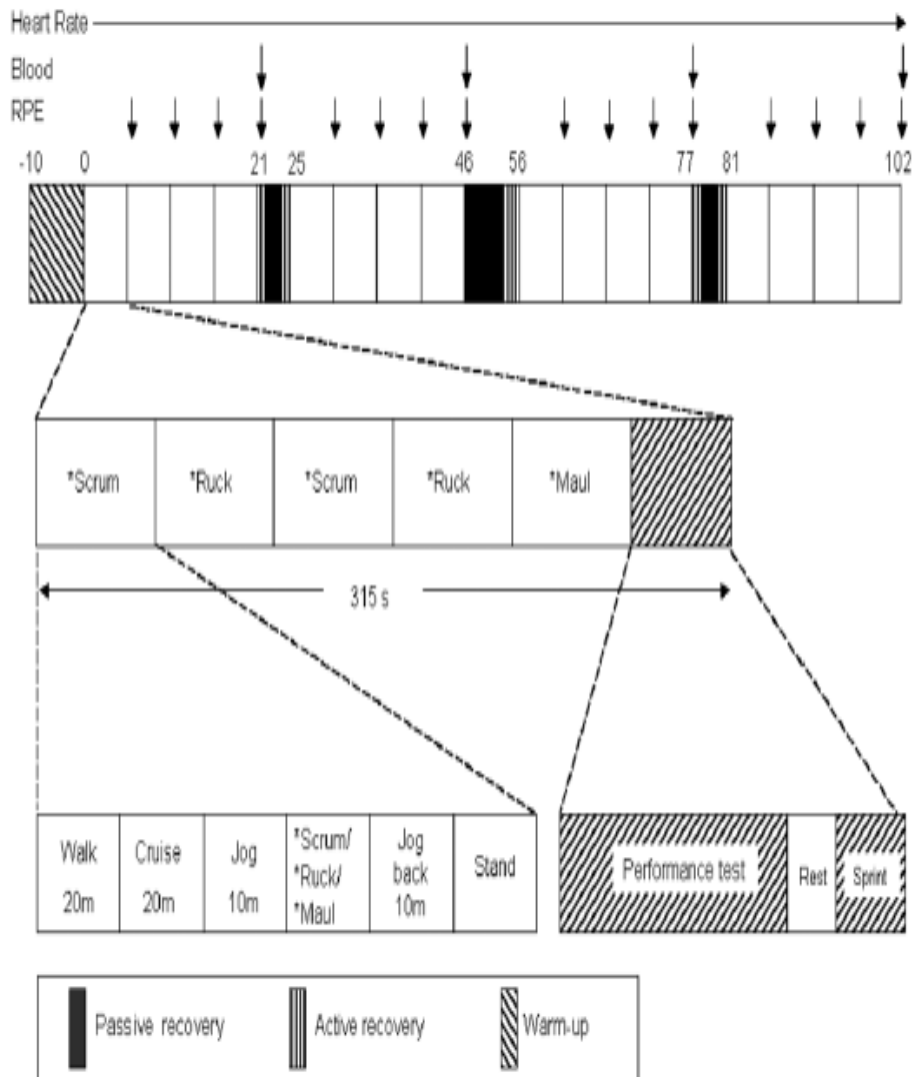 Heart Rate
Blood
RPE
-10 0 21 25 46 56 77 81 102
*Scrum *Ruck *Scrum *Ruck *Maul
315 s
Walk
20m
Cruise
20m
Jog
10m
*Scrum/
*Ruck/
*Maul
Jog
back
10m
Stand
Performance test
Rest
Sprint
Passive recovery
Active recovery
Warm-up